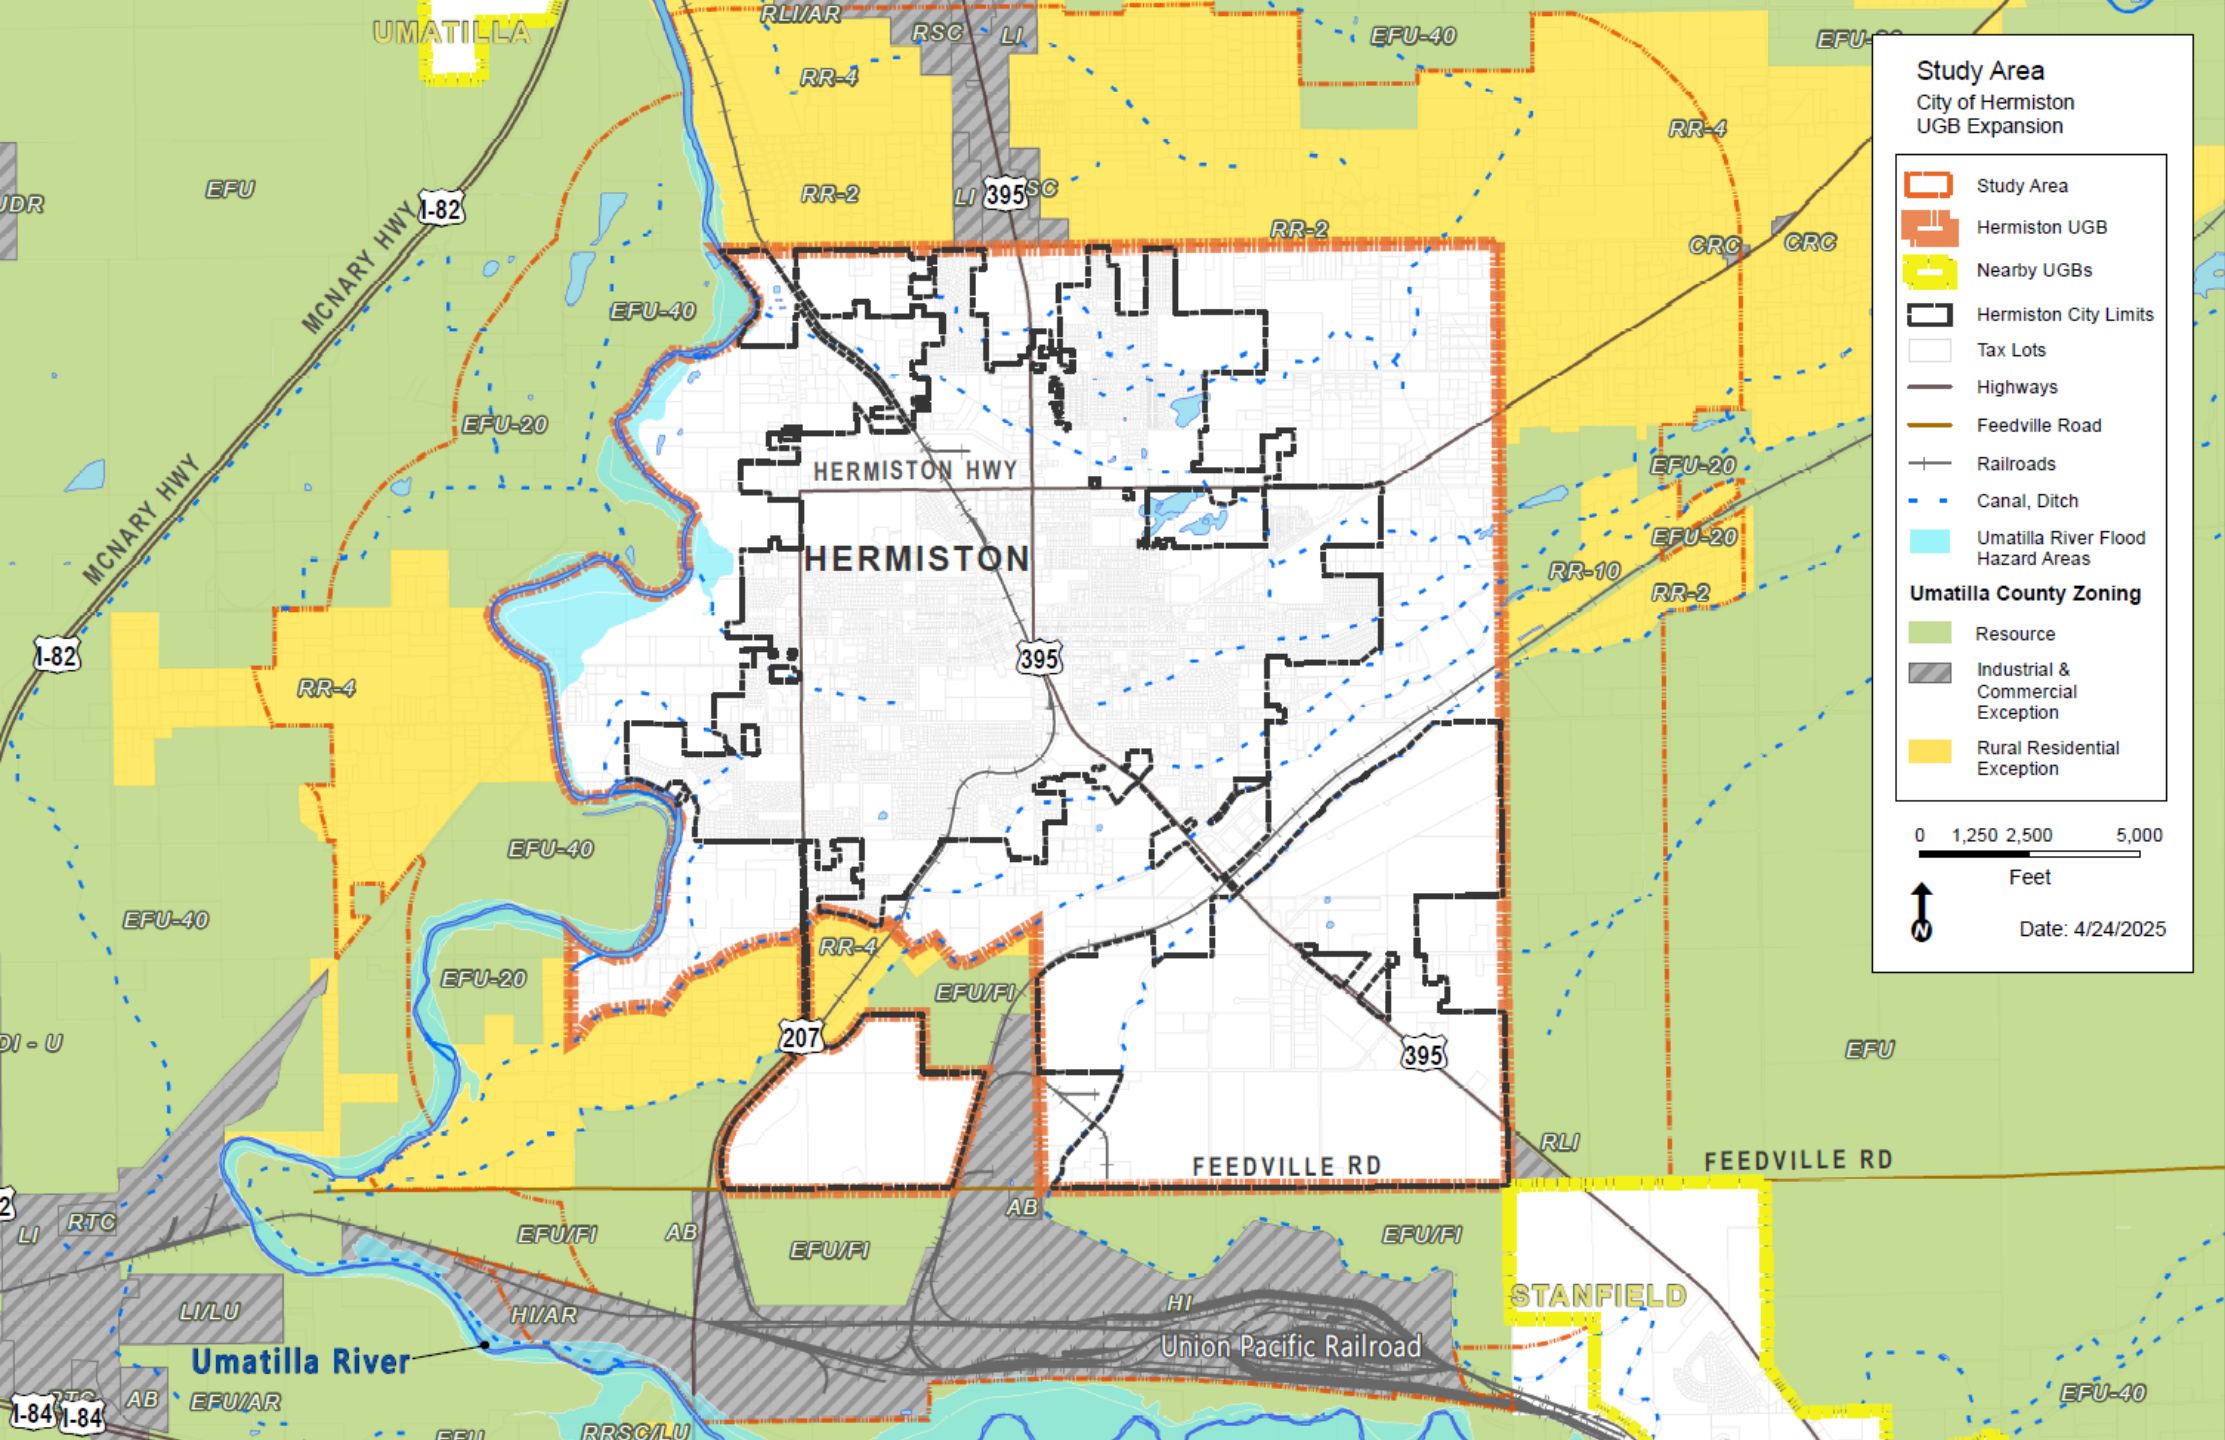 UMATILLA
RLI/AR
RSC
LI
EFU-40
RR-4
RR-4
EFU
I-82
MCNARY HWY
RR-2
LI
395
SC
RR-2
CRC
CRC
EFU-40
EFU-20
MCNARY HWY
HERMISTON HWY
HERMISTON
EFU-20
EFU-20
RR-10
RR-2
I-82
RR-4
395
EFU-40
EFU-40
EFU-20
RR-4
EFU/FI
207
DI - U
395
EFU
RLI
FEEDVILLE RD
FEEDVILLE RD
LI
RTC
EFU/FI
AB
EFU/FI
AB
EFU/FI
STANFIELD
LI/LU
HI/AR
HI
Union Pacific Railroad
Umatilla River
AB
EFU/AR
I-84
I-84
EFU
RRSC/LU
EFU-40
Study Area
City of Hermiston
UGB Expansion
Study Area
Hermiston UGB
Nearby UGBs
Hermiston City Limits
Tax Lots
Highways
Feedville Road
Railroads
Canal, Ditch
Umatilla River Flood
Hazard Areas
Umatilla County Zoning
Resource
Industrial &
Commercial
Exception
Rural Residential
Exception
0 1,250 2,500 5,000
Feet
N
Date: 4/24/2025